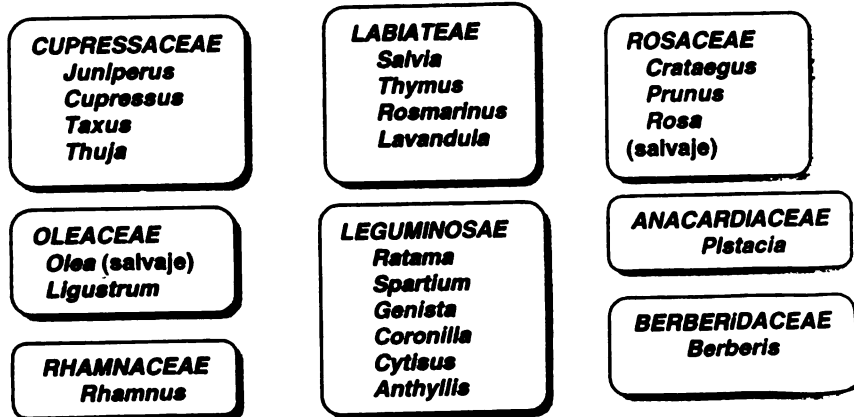 CUPRESSACEAE
Juniperus
Cupressus
Taxus
Thuja
OLEACEAE
Olea (salvaje)
Ligustrum
RHAMNACEAE
Rhamnus
LABIATEAE
Salvia
Thymus
Rosmarinus
Lavandula
LEGUMINOSAE
Ratama
Spartium
Genista
Coronilla
Cytisus
Anthyllis
ROSACEAE
Crataegus
Prunus
Rosa
(salvaje)
ANACARDIACEAE
Pistacia
BERBERiDACEAE
Berberis